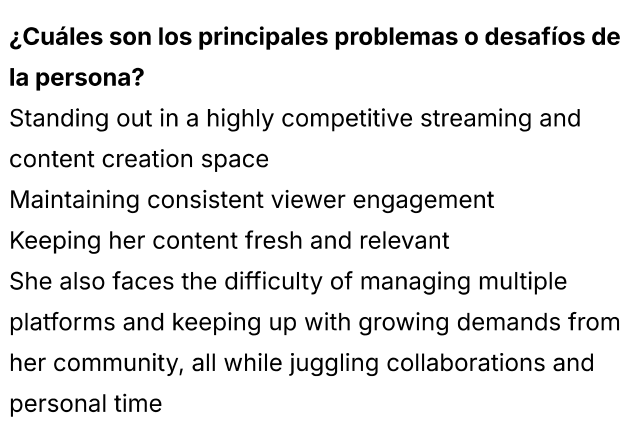 ¿Cuáles son los principales problemas o desafíos de
la persona?
Standing out in a highly competitive streaming and
content creation space
Maintaining consistent viewer engagement
Keeping her content fresh and relevant
She also faces the difficulty of managing multiple
platforms and keeping up with growing demands from
her community, all while juggling collaborations and
personal time